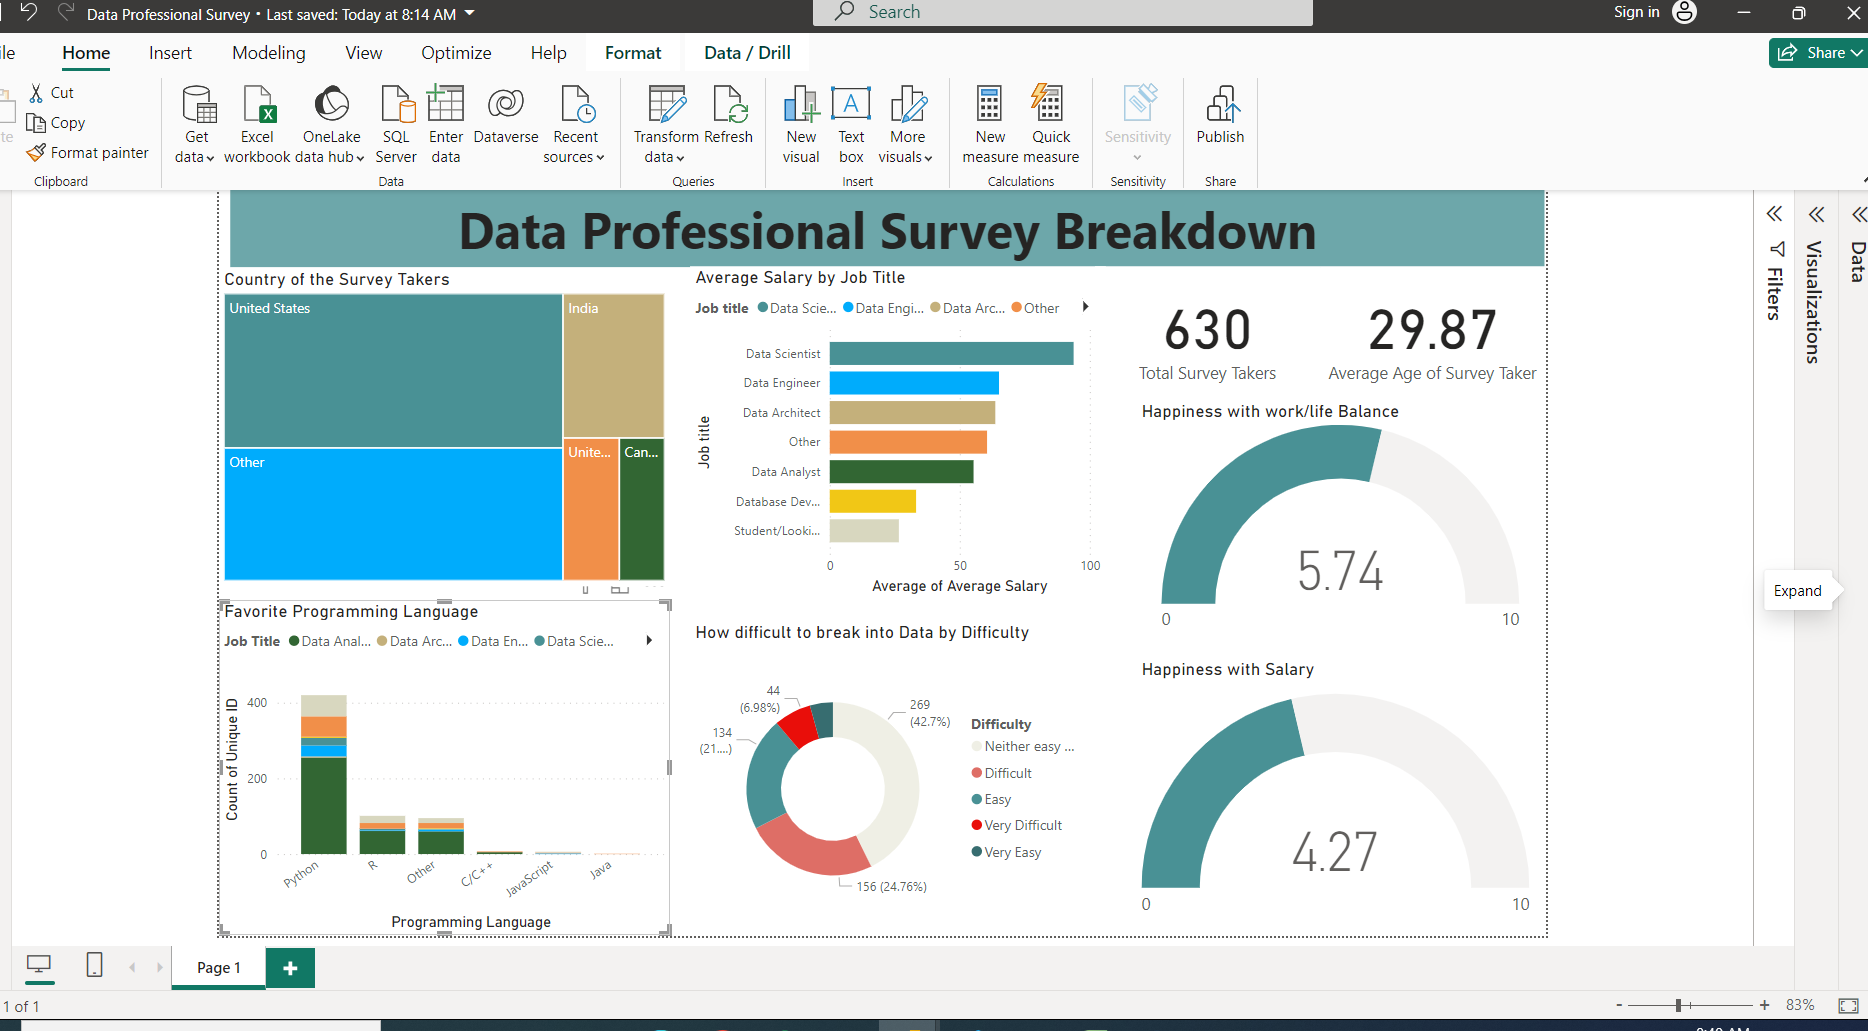 Data Professional Survey • Last saved: Today at 8:14 AM
Search
Sign in
Home Insert Modeling View Optimize Help Format Data / Drill
Share
Cut
Copy
Format painter
Clipboard
Get data
Excel workbook
OneLake data hub
SQL Server
Enter data
Dataverse
Recent sources
Data
Transform data
Refresh
Queries
New visual
Text box
More visuals
Insert
New measure
Quick measure
Calculations
Sensitivity
Sensitivity
Publish
Share
Data Professional Survey Breakdown
Country of the Survey Takers
United States
India
Other
Unite...
Can...
Average Salary by Job Title
Job title Data Scie... Data Engi... Data Arc... Other
Job title
Data Scientist
Data Engineer
Data Architect
Other
Data Analyst
Database Dev...
Student/Looki...
0 50 100
Average of Average Salary
630
Total Survey Takers
29.87
Average Age of Survey Taker
Happiness with work/life Balance
5.74
0 10
Favorite Programming Language
Job Title Data Anal... Data Arc... Data En... Data Scie...
Count of Unique ID
400
200
0
Python R Other C/C++ JavaScript Java
Programming Language
How difficult to break into Data by Difficulty
44
(6.98%)
269
(42.7%)
134
(21....)
156 (24.76%)
Difficulty
Neither easy ...
Difficult
Easy
Very Difficult
Very Easy
Happiness with Salary
4.27
0 10
Filters
Visualizations
Data
Expand
Page 1
1 of 1
- + 83%